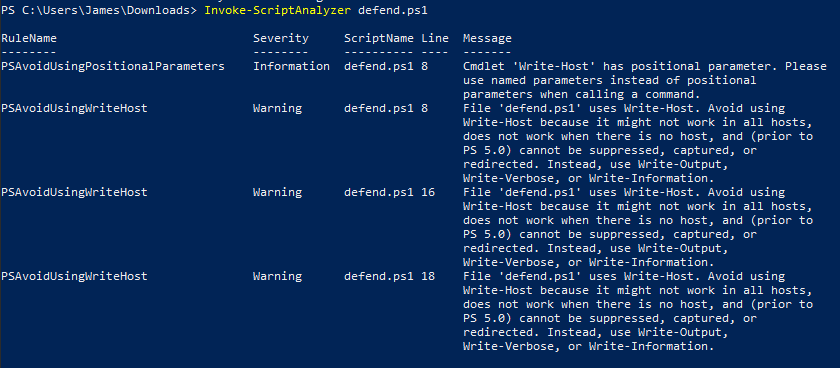 PS C:\Users\James\Downloads> Invoke-ScriptAnalyzer defend.ps1
RuleName Severity ScriptName Line Message
-------- -------- ---------- ---- -------
PSAvoidUsingPositionalParameters Information defend.ps1 8 Cmdlet 'Write-Host' has positional parameter. Please
use named parameters instead of positional
parameters when calling a command.
PSAvoidUsingWriteHost Warning defend.ps1 8 File 'defend.ps1' uses Write-Host. Avoid using
Write-Host because it might not work in all hosts,
does not work when there is no host, and (prior to
PS 5.0) cannot be suppressed, captured, or
redirected. Instead, use Write-Output,
Write-Verbose, or Write-Information.
PSAvoidUsingWriteHost Warning defend.ps1 16 File 'defend.ps1' uses Write-Host. Avoid using
Write-Host because it might not work in all hosts,
does not work when there is no host, and (prior to
PS 5.0) cannot be suppressed, captured, or
redirected. Instead, use Write-Output,
Write-Verbose, or Write-Information.
PSAvoidUsingWriteHost Warning defend.ps1 18 File 'defend.ps1' uses Write-Host. Avoid using
Write-Host because it might not work in all hosts,
does not work when there is no host, and (prior to
PS 5.0) cannot be suppressed, captured, or
redirected. Instead, use Write-Output,
Write-Verbose, or Write-Information.